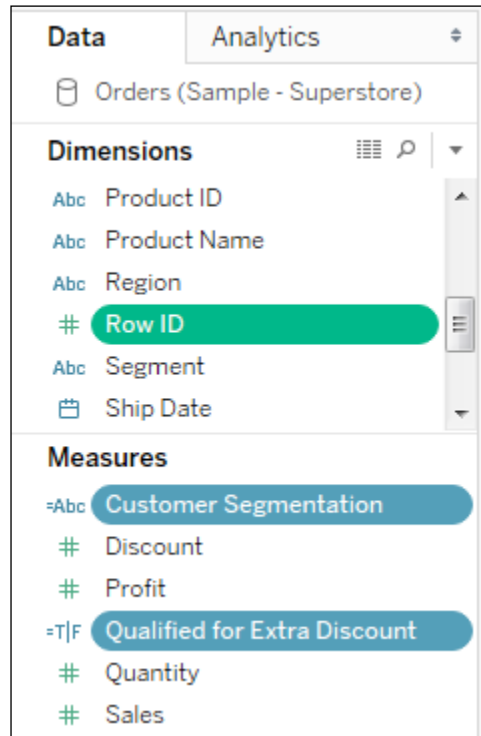 Data Analytics
Orders (Sample - Superstore)
Dimensions
Abc Product ID
Abc Product Name
Abc Region
# Row ID
Abc Segment
Ship Date
Measures
=Abc Customer Segmentation
# Discount
# Profit
=T|F Qualified for Extra Discount
# Quantity
# Sales